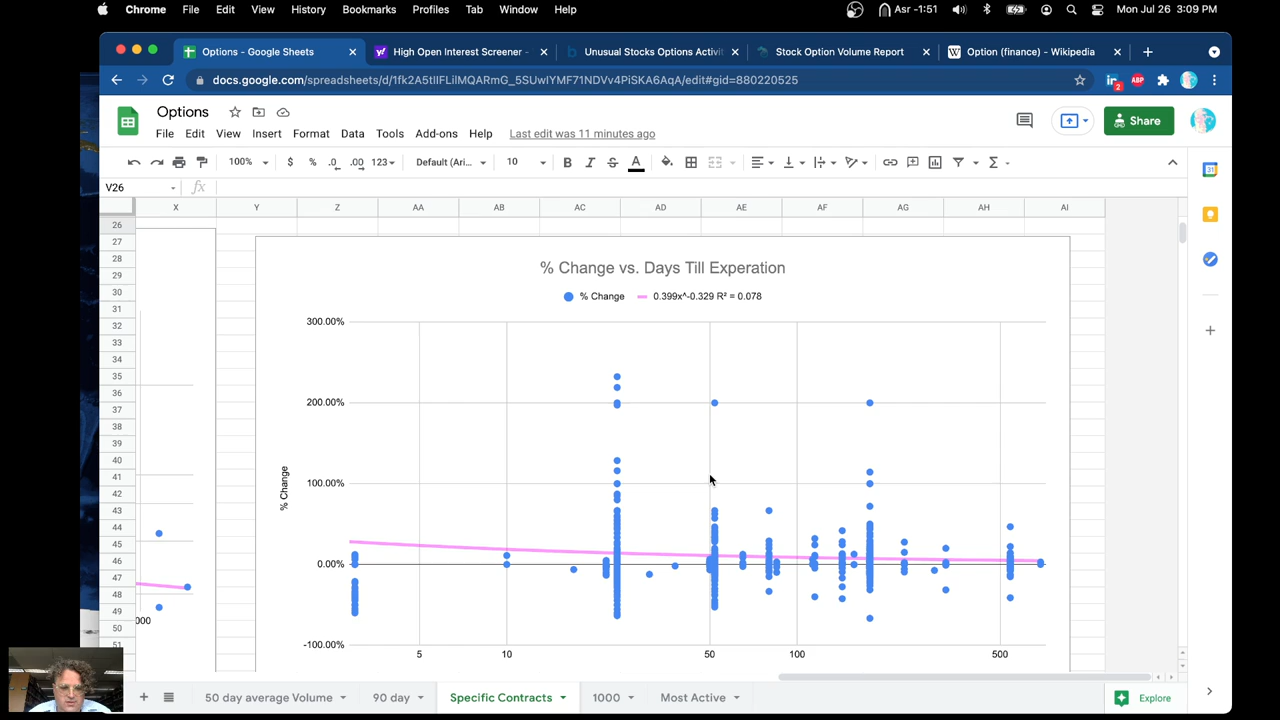 Chrome File Edit View History Bookmarks Profiles Tab Window Help Asr -1:51 Mon Jul 26 3:09 PM
Options - Google Sheets × High Open Interest Screener - × Unusual Stocks Options Activit × Stock Option Volume Report × Option (finance) - Wikipedia × +
docs.google.com/spreadsheets/d/1fk2A5tIIFLilMQARmG_5SUwIYMF71NDVv4PiSKA6AqA/edit#gid=880220525 2 ABP
Options
File Edit View Insert Format Data Tools Add-ons Help Last edit was 11 minutes ago Share
100% $ % .0 .00 123 Default (Ari... 10 B I S A Σ
V26 fx
31
X Y Z AA AB AC AD AE AF AG AH AI
26
27
28
29
30
31
32
33
34
35
36
37
38
39
40
41
42
43
44
45
46
47
48
49
50
51
000
% Change vs. Days Till Experation
% Change 0.399x^-0.329 R² = 0.078
300.00%
200.00%
100.00%
0.00%
-100.00%
% Change
5 10 50 100 500
+ 50 day average Volume 90 day Specific Contracts 1000 Most Active Explore